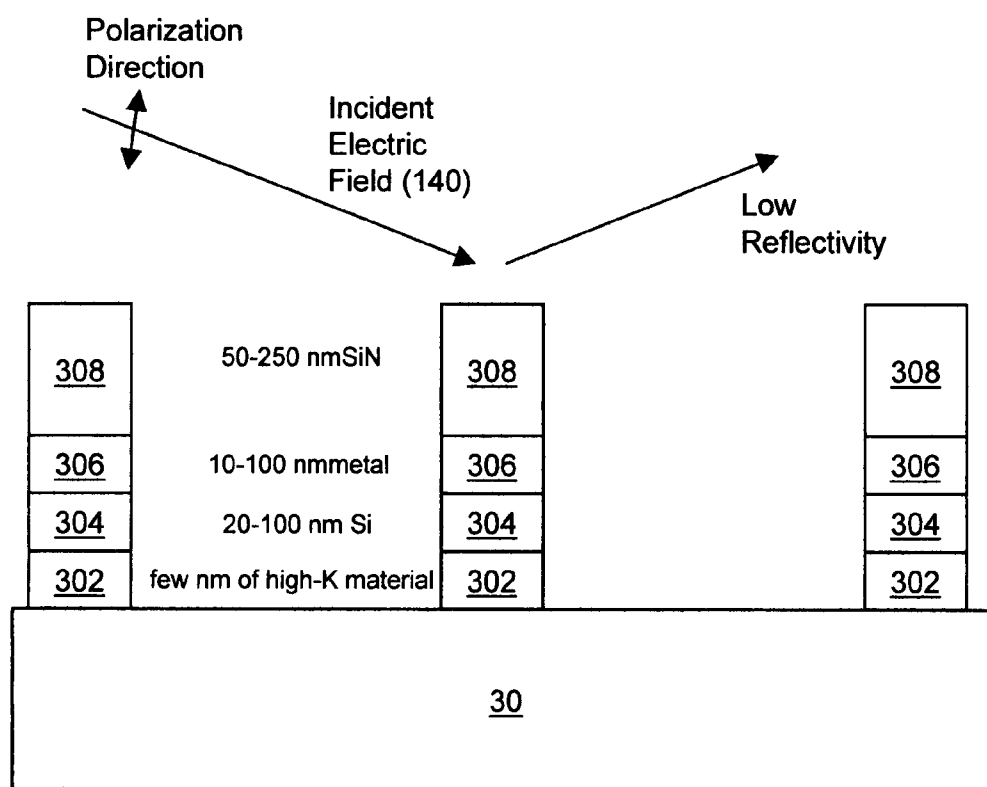 Polarization
Direction
Incident
Electric
Field (140)
Low
Reflectivity
308
50-250 nmSiN
308
308
306
10-100 nmmetal
306
306
304
20-100 nm Si
304
304
302
few nm of high-K material
302
302
30